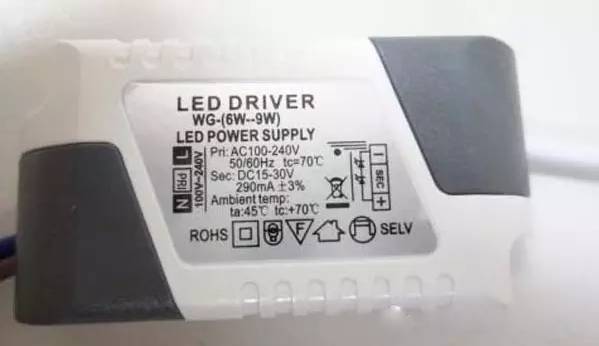 LED DRIVER
WG-(6W--9W)
LED POWER SUPPLY
L PRI N 100V-240V
Pri: AC100-240V
50/60Hz tc=70℃
Sec: DC15-30V
290mA ±3%
Ambient temp:
ta:45℃ tc:+70℃
- SEC +
ROHS F SELV